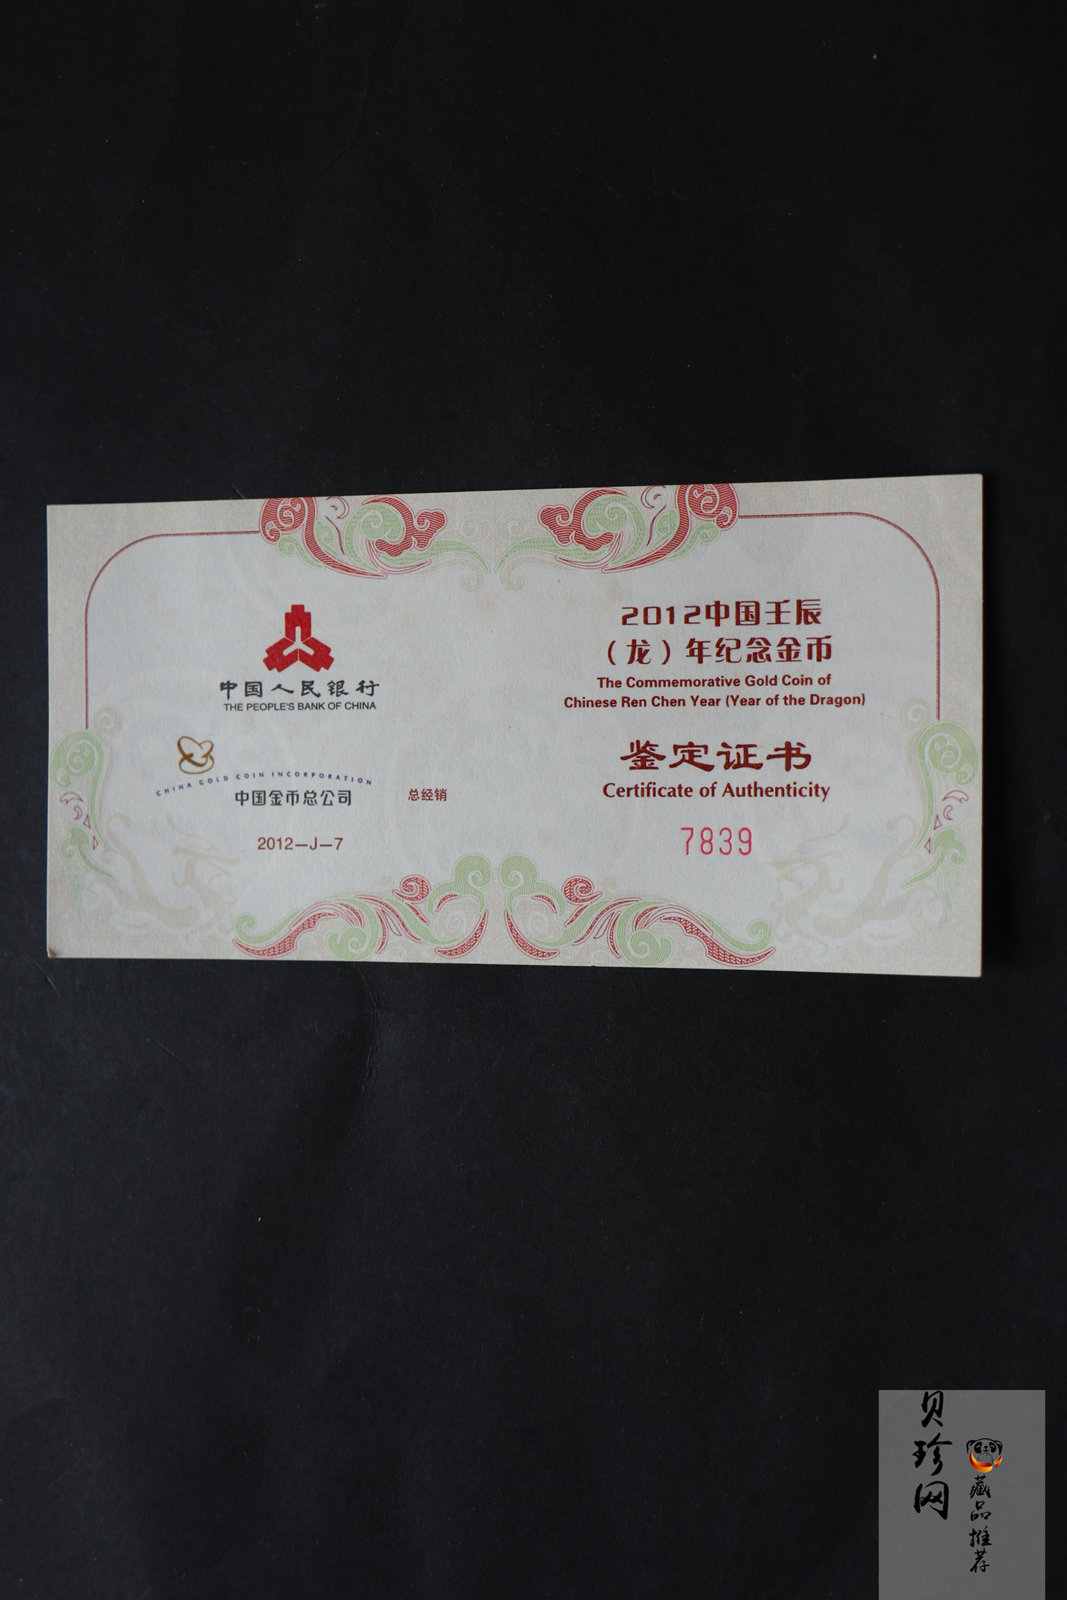 中国人民银行
THE PEOPLE'S BANK OF CHINA
CHINA GOLD COIN INCORPORATION
中国金币总公司
总经销
2012—J—7
2012中国壬辰
（龙）年纪念金币
The Commemorative Gold Coin of
Chinese Ren Chen Year (Year of the Dragon)
鉴定证书
Certificate of Authenticity
7839
贝珍网
藏品推荐